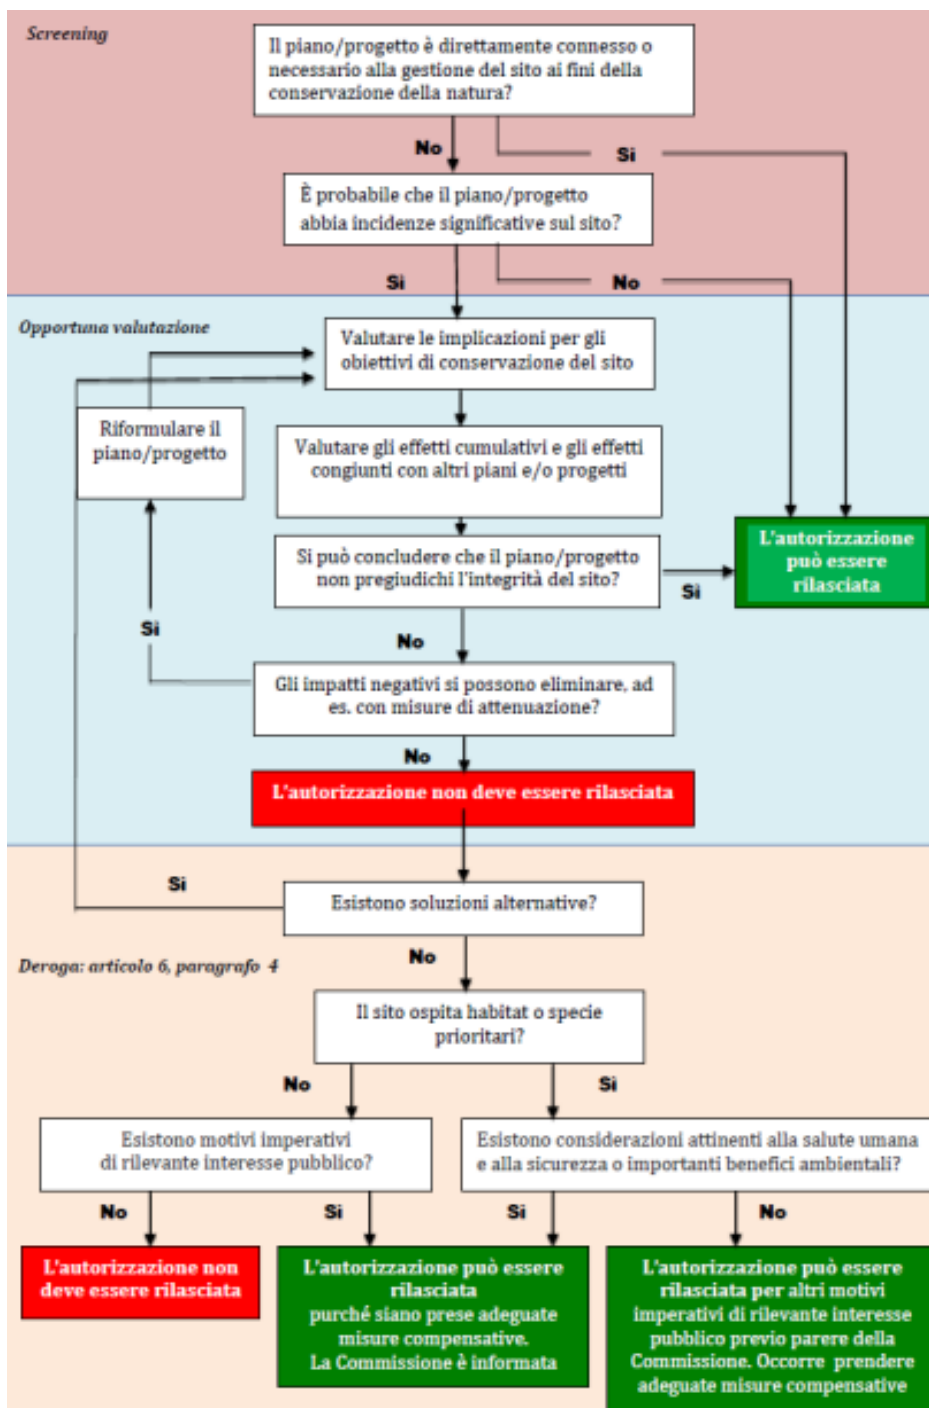 Screening
Il piano/progetto è direttamente connesso o
necessario alla gestione del sito ai fini della
conservazione della natura?
No
Sì
È probabile che il piano/progetto
abbia incidenze significative sul sito?
Sì
No
Opportuna valutazione
Valutare le implicazioni per gli
obiettivi di conservazione del sito
Riformulare il
piano/progetto
Valutare gli effetti cumulativi e gli effetti
congiunti con altri piani e/o progetti
L'autorizzazione
può essere
rilasciata
Si può concludere che il piano/progetto
non pregiudichi l'integrità del sito?
Sì
Sì
No
Gli impatti negativi si possono eliminare, ad
es. con misure di attenuazione?
No
L'autorizzazione non deve essere rilasciata
Sì
Esistono soluzioni alternative?
No
Deroga: articolo 6, paragrafo 4
Il sito ospita habitat o specie
prioritari?
No
Sì
Esistono motivi imperativi
di rilevante interesse pubblico?
Esistono considerazioni attinenti alla salute umana
e alla sicurezza o importanti benefici ambientali?
No
Sì
Sì
No
L'autorizzazione non
deve essere rilasciata
L'autorizzazione può essere
rilasciata
purché siano prese adeguate
misure compensative.
La Commissione è informata
L'autorizzazione può essere
rilasciata per altri motivi
imperativi di rilevante interesse
pubblico previo parere della
Commissione. Occorre prendere
adeguate misure compensative